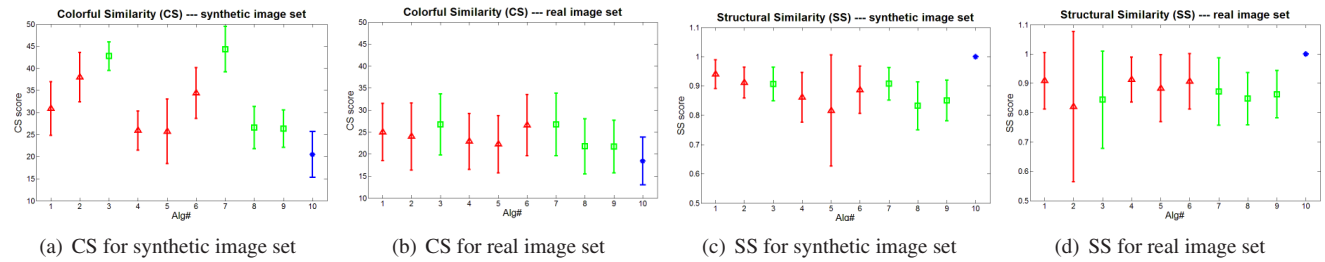 Colorful Similarity (CS) --- synthetic image set
50
45
40
35
30
25
20
15
10
CS score
1 2 3 4 5 6 7 8 9 10
Alg#
(a) CS for synthetic image set
Colorful Similarity (CS) --- real image set
50
45
40
35
30
25
20
15
10
CS score
1 2 3 4 5 6 7 8 9 10
Alg#
(b) CS for real image set
Structural Similarity (SS) --- synthetic image set
1.1
1
0.9
0.8
0.7
0.6
0.5
SS score
1 2 3 4 5 6 7 8 9 10
Alg#
(c) SS for synthetic image set
Structural Similarity (SS) --- real image set
1.1
1
0.9
0.8
0.7
0.6
0.5
SS score
1 2 3 4 5 6 7 8 9 10
Alg#
(d) SS for real image set